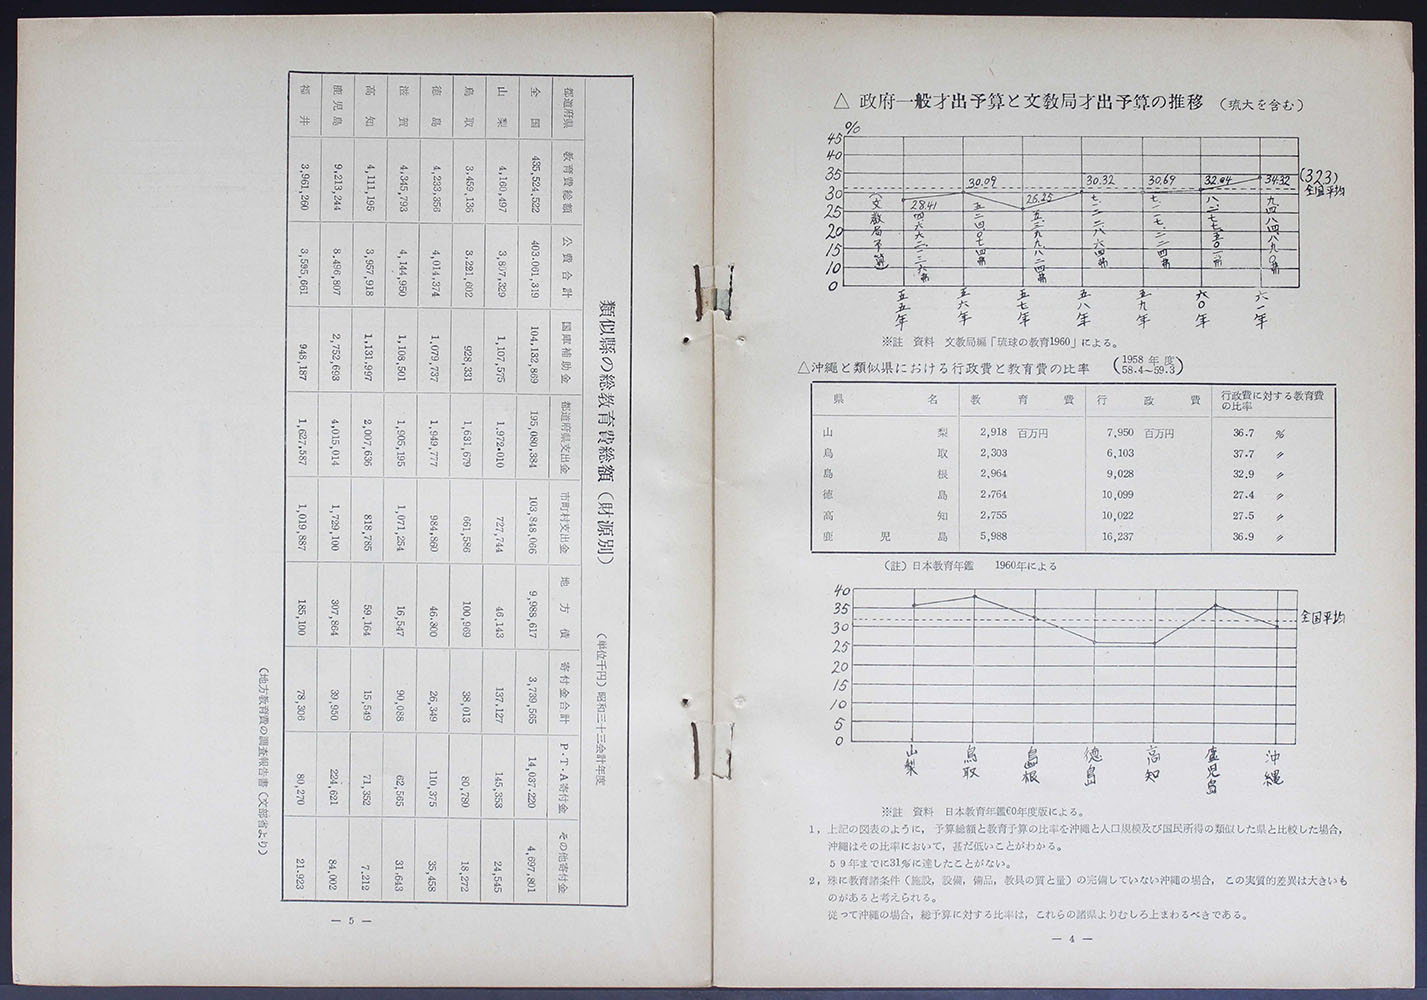 △ 政府一般才出予算と文教局才出予算の推移 (琉大を含む)
%
45
40
35
30
25
20
15
10
0
28.41
30.09
26.25
30.32
30.69
32.04
34.32
(32.3)
全国平均
(文教局予算)
五五年
五六年
五七年
五八年
五九年
六〇年
六一年
※註 資料 文教局編「琉球の教育1960」による。
△沖縄と類似県における行政費と教育費の比率 (1958年度 58.4~59.3)
県名 教育費 行政費 行政費に対する教育費の比率
山梨 2,918 百万円 7,950 百万円 36.7 %
鳥取 2,303 6,103 37.7 〃
島根 2,964 9,028 32.9 〃
徳島 2,764 10,099 27.4 〃
高知 2,755 10,022 27.5 〃
鹿児島 5,988 16,237 36.9 〃
(註)日本教育年鑑 1960年による
40
35
30
25
20
15
10
5
0
全国平均
山梨
鳥取
島根
徳島
高知
鹿児島
沖縄
※註 資料 日本教育年鑑60年度版による。
1, 上記の図表のように, 予算総額と教育予算の比率を沖縄と人口規模及び国民所得の類似した県と比較した場合,
沖縄はその比率において, 甚だ低いことがわかる。
59年までに31%に達したことがない。
2, 殊に教育諸条件(施設, 設備, 備品, 教具の質と量)の完備していない沖縄の場合, この実質的差異は大きいも
のがあると考えられる。
従って沖縄の場合, 総予算に対する比率は, これらの諸県よりむしろ上まわるべきである。
— 4 —
類似縣の総教育費総額(財源別)
(単位千円)昭和三十三会計年度
都道府県 教育費総額 公費合計 国庫補助金 都道府県支出金 市町村支出金 地方債 寄付金合計 P・T・A寄付金 その他寄付金
全国 435,524,522 403.061,319 104,132,869 195,080,384 103,848,066 9,988,617 3,739,565 14,037.220 4,697,801
山梨 4,160,497 3,807,329 1,107,575 1,972.010 727,744 46,143 137.127 145,353 24,545
鳥取 3,459,136 3.221,602 928,331 1,631,679 661,586 100,969 38,013 80,780 18,272
徳島 4,233,356 4,014,374 1,079,737 1,949,777 984,860 46.800 26,349 110,375 35,458
滋賀 4,345,793 4,144,950 1,108,501 1,905,195 1,071,254 16,547 90,088 62,565 31.643
高知 4,111,195 3,957,918 1,131,997 2,007,636 818,785 59,164 15,549 71,352 7.212
鹿児島 9,213,244 8.496,807 2,752,693 4,015,014 1,729,100 307,864 39,950 224,621 84,002
福井 3,961,260 3,595,661 948,187 1,627,587 1,019,887 185,100 78,306 80,270 21.923
(地方教育費の調査報告書(文部省より)
— 5 —